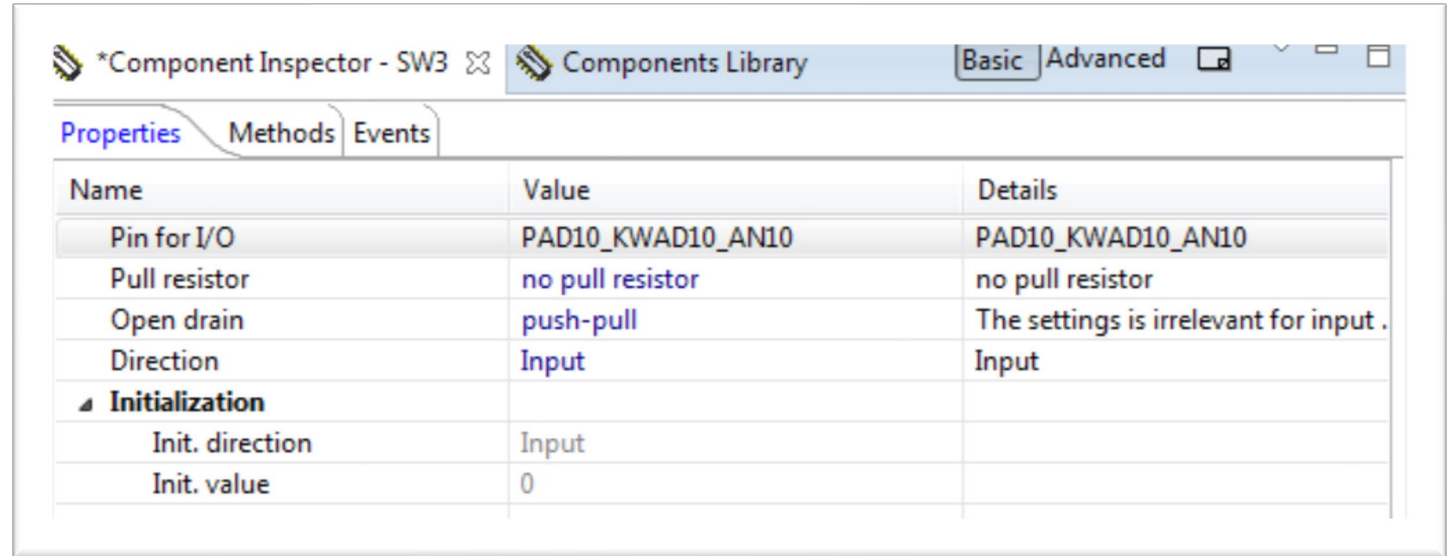 *Component Inspector - SW3 Components Library Basic Advanced
Properties Methods Events
Name Value Details
Pin for I/O PAD10_KWAD10_AN10 PAD10_KWAD10_AN10
Pull resistor no pull resistor no pull resistor
Open drain push-pull The settings is irrelevant for input .
Direction Input Input
Initialization
Init. direction Input
Init. value 0